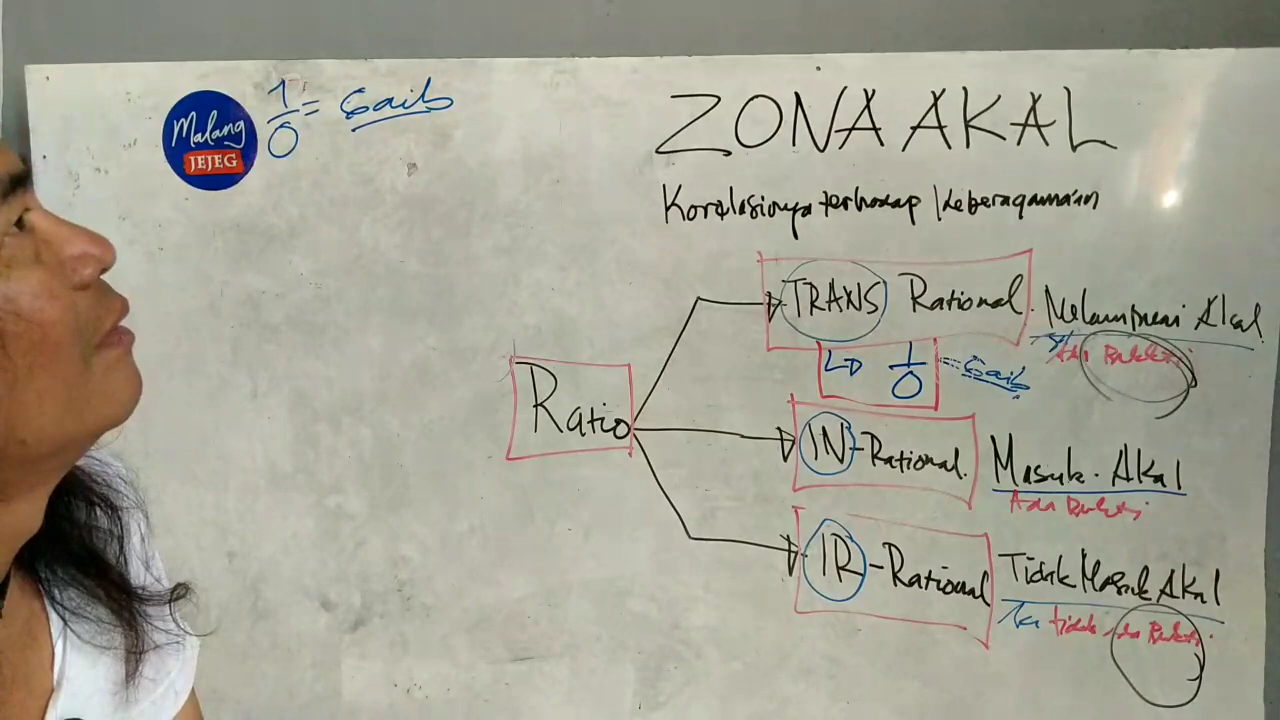 Malang
JEJEG
1/0 = Gaib
ZONA AKAL
Korelasinya terhadap Keberagamaan
TRANS Rational. Melampaui Akal
Ada Bukti
1/0 = Gaib
Ratio
IN-Rational. Masuk Akal
Ada Bukti
IR-Rational Tidak Masuk Akal
tidak Ada Bukti.